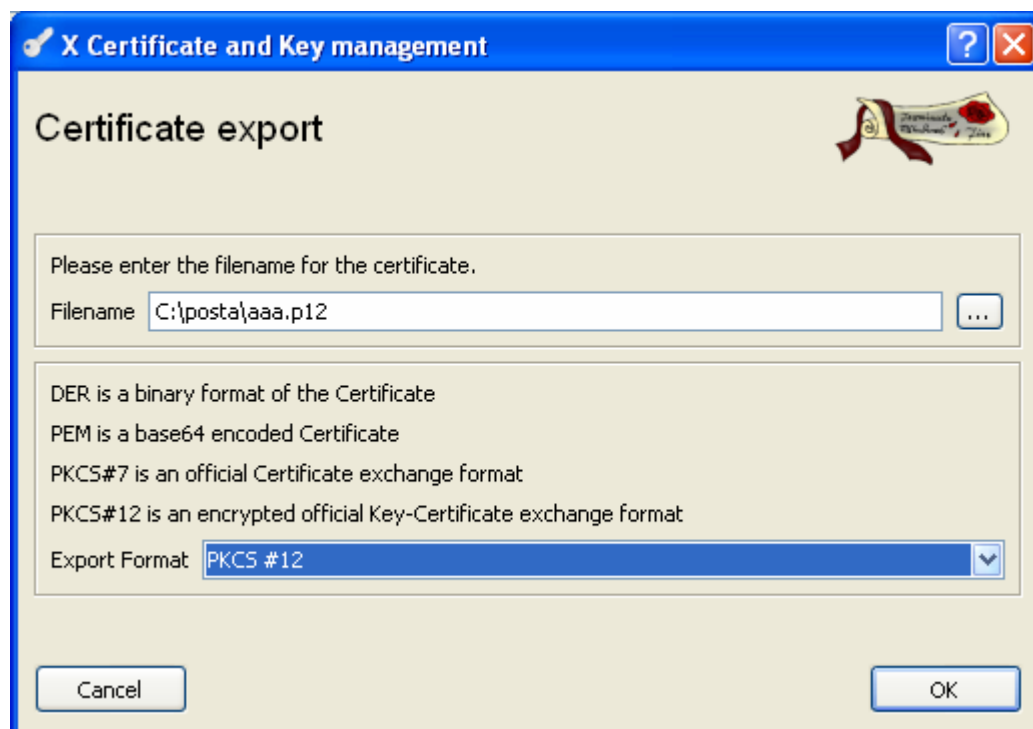 X Certificate and Key management
?
Certificate export
Please enter the filename for the certificate.
Filename C:\posta\aaa.p12 ...
DER is a binary format of the Certificate
PEM is a base64 encoded Certificate
PKCS#7 is an official Certificate exchange format
PKCS#12 is an encrypted official Key-Certificate exchange format
Export Format PKCS #12
Cancel OK